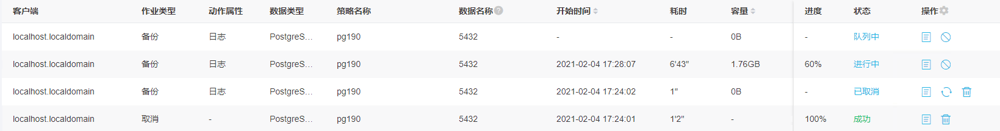 客户端 作业类型 动作属性 数据类型 策略名称 数据名称 开始时间 耗时 容量 进度 状态 操作
localhost.localdomain 备份 日志 PostgreS... pg190 5432 - - 0B - 队列中
localhost.localdomain 备份 日志 PostgreS... pg190 5432 2021-02-04 17:28:07 6'43" 1.76GB 60% 进行中
localhost.localdomain 备份 日志 PostgreS... pg190 5432 2021-02-04 17:24:02 1" 0B - 已取消
localhost.localdomain 取消 - PostgreS... pg190 5432 2021-02-04 17:24:01 1'2" - 100% 成功